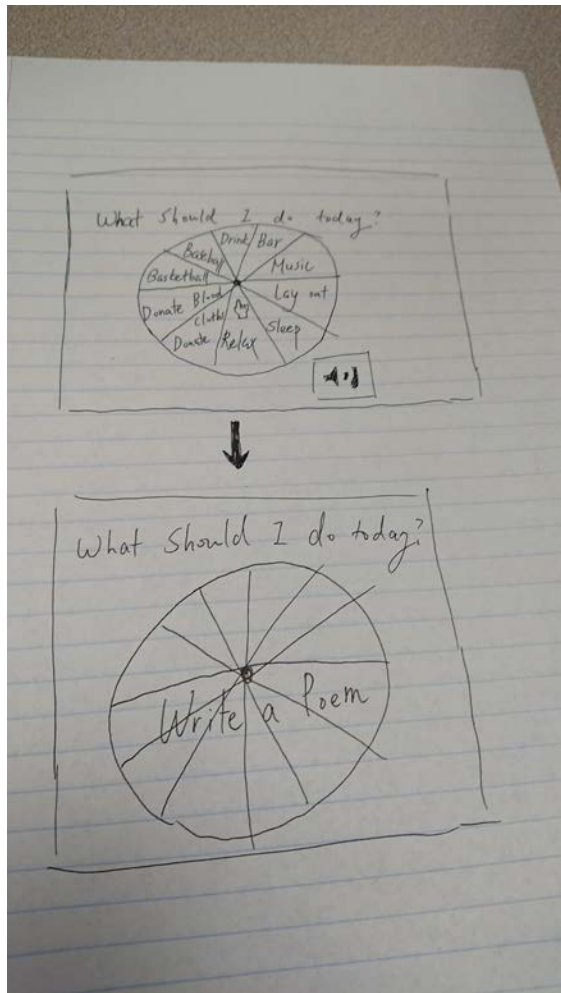 What Should I do today?
Drink Bar
Baseball
Music
Basketball
Lay out
Donate Blood
Cloths
Sleep
Donate
Relax
What Should I do today?
Write a Poem